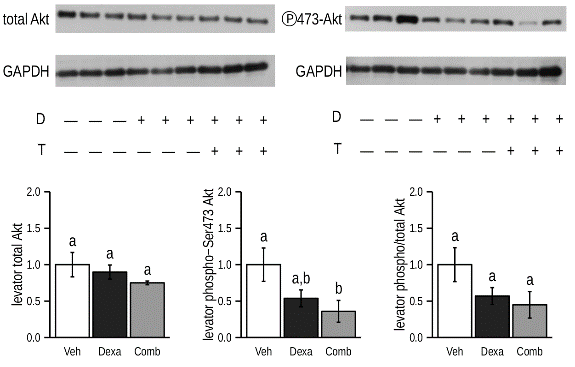 total Akt
GAPDH
D — — — + + + + + +
T — — — — — — + + +
Ⓟ473-Akt
GAPDH
D — — — + + + + + +
T — — — — — — + + +
levator total Akt
2.0
1.5
1.0
0.5
0.0
a
a
a
Veh Dexa Comb
levator phospho–Ser473 Akt
2.0
1.5
1.0
0.5
0.0
a
a,b
b
Veh Dexa Comb
levator phospho/total Akt
2.0
1.5
1.0
0.5
0.0
a
a
a
Veh Dexa Comb